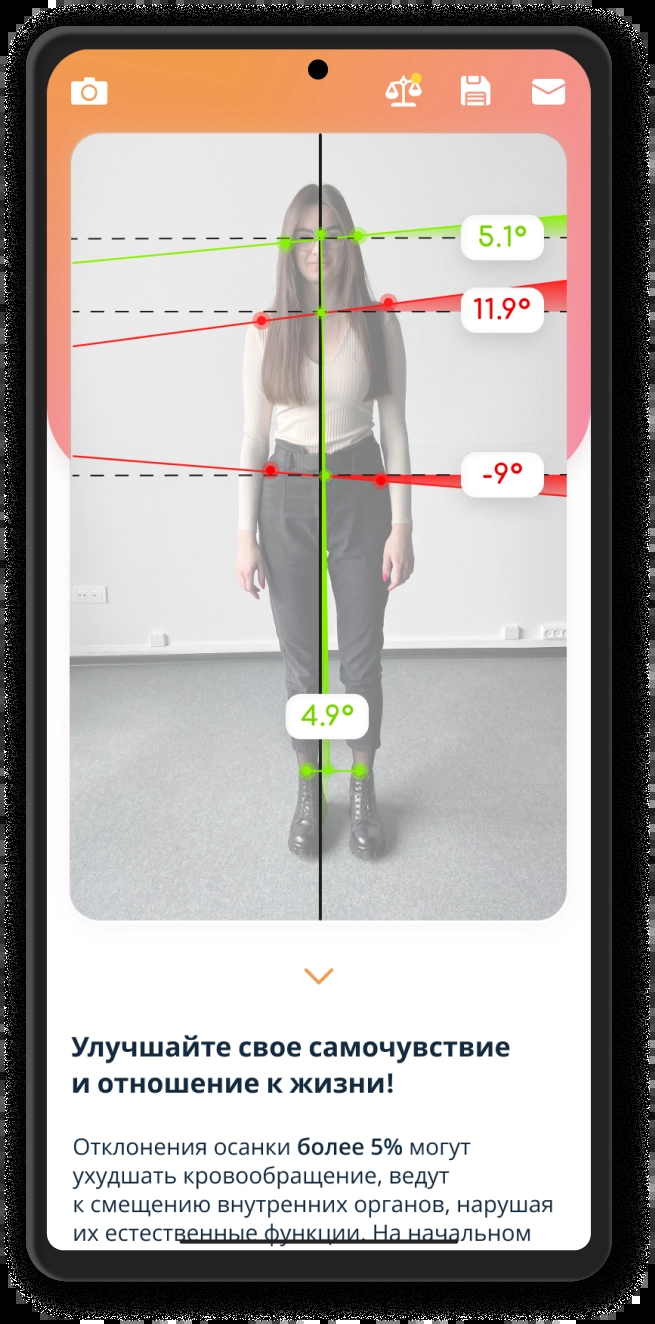 5.1°
11.9°
-9°
4.9°
Улучшайте свое самочувствие
и отношение к жизни!
Отклонения осанки более 5% могут
ухудшать кровообращение, ведут
к смещению внутренних органов, нарушая
их естественные функции. На начальном